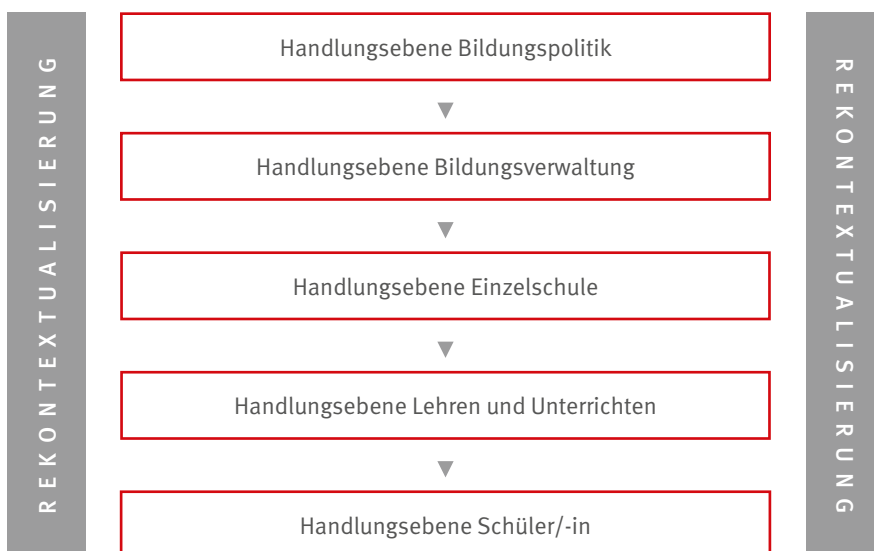 REKONTEXTUALISIERUNG
Handlungsebene Bildungspolitik
Handlungsebene Bildungsverwaltung
Handlungsebene Einzelschule
Handlungsebene Lehren und Unterrichten
Handlungsebene Schüler/-in
REKONTEXTUALISIERUNG